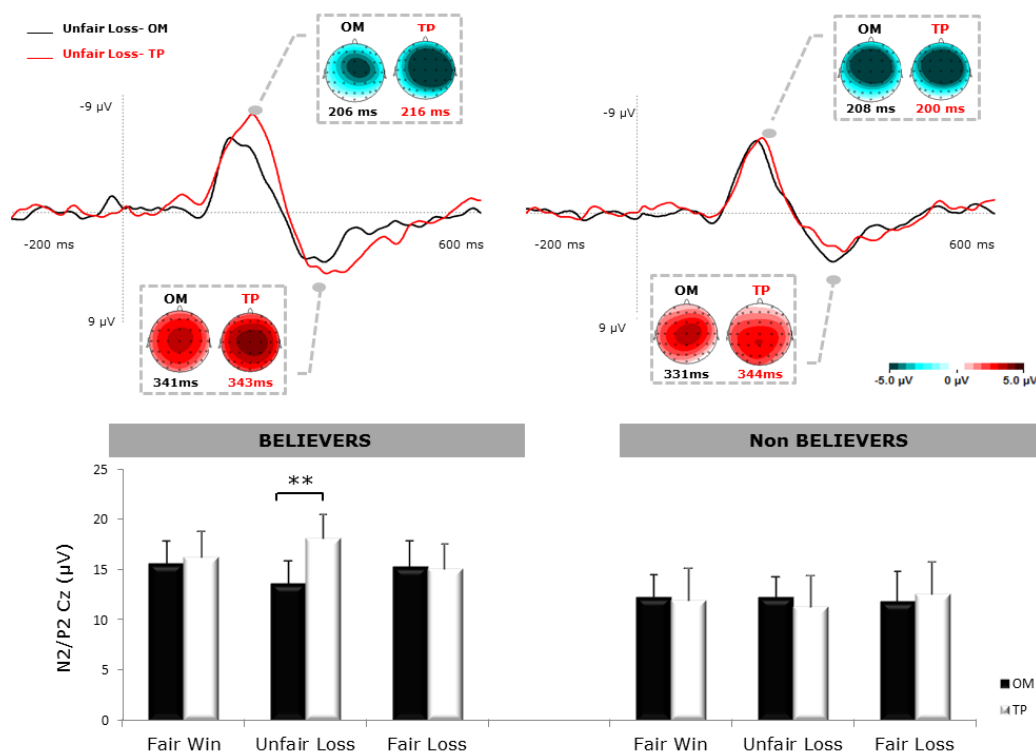 Unfair Loss- OM
Unfair Loss- TP
-9 µV
-200 ms
600 ms
9 µV
OM TP
206 ms 216 ms
OM TP
341ms 343ms
-9 µV
-200 ms
600 ms
9 µV
OM TP
208 ms 200 ms
OM TP
331ms 344ms
-5.0 µV 0 µV 5.0 µV
BELIEVERS
Non BELIEVERS
N2/P2 Cz (µV)
25
20
15
10
5
0
**
Fair Win Unfair Loss Fair Loss
Fair Win Unfair Loss Fair Loss
OM
TP